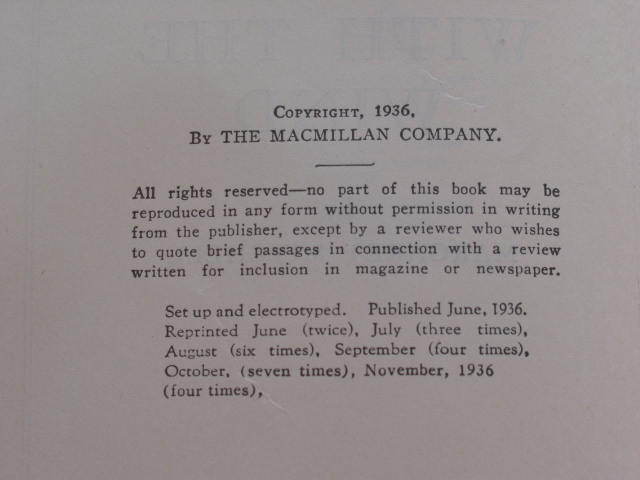 WITH THE
WIND
COPYRIGHT, 1936,
BY THE MACMILLAN COMPANY.
All rights reserved—no part of this book may be
reproduced in any form without permission in writing
from the publisher, except by a reviewer who wishes
to quote brief passages in connection with a review
written for inclusion in magazine or newspaper.
Set up and electrotyped. Published June, 1936.
Reprinted June (twice), July (three times),
August (six times), September (four times),
October, (seven times), November, 1936
(four times),